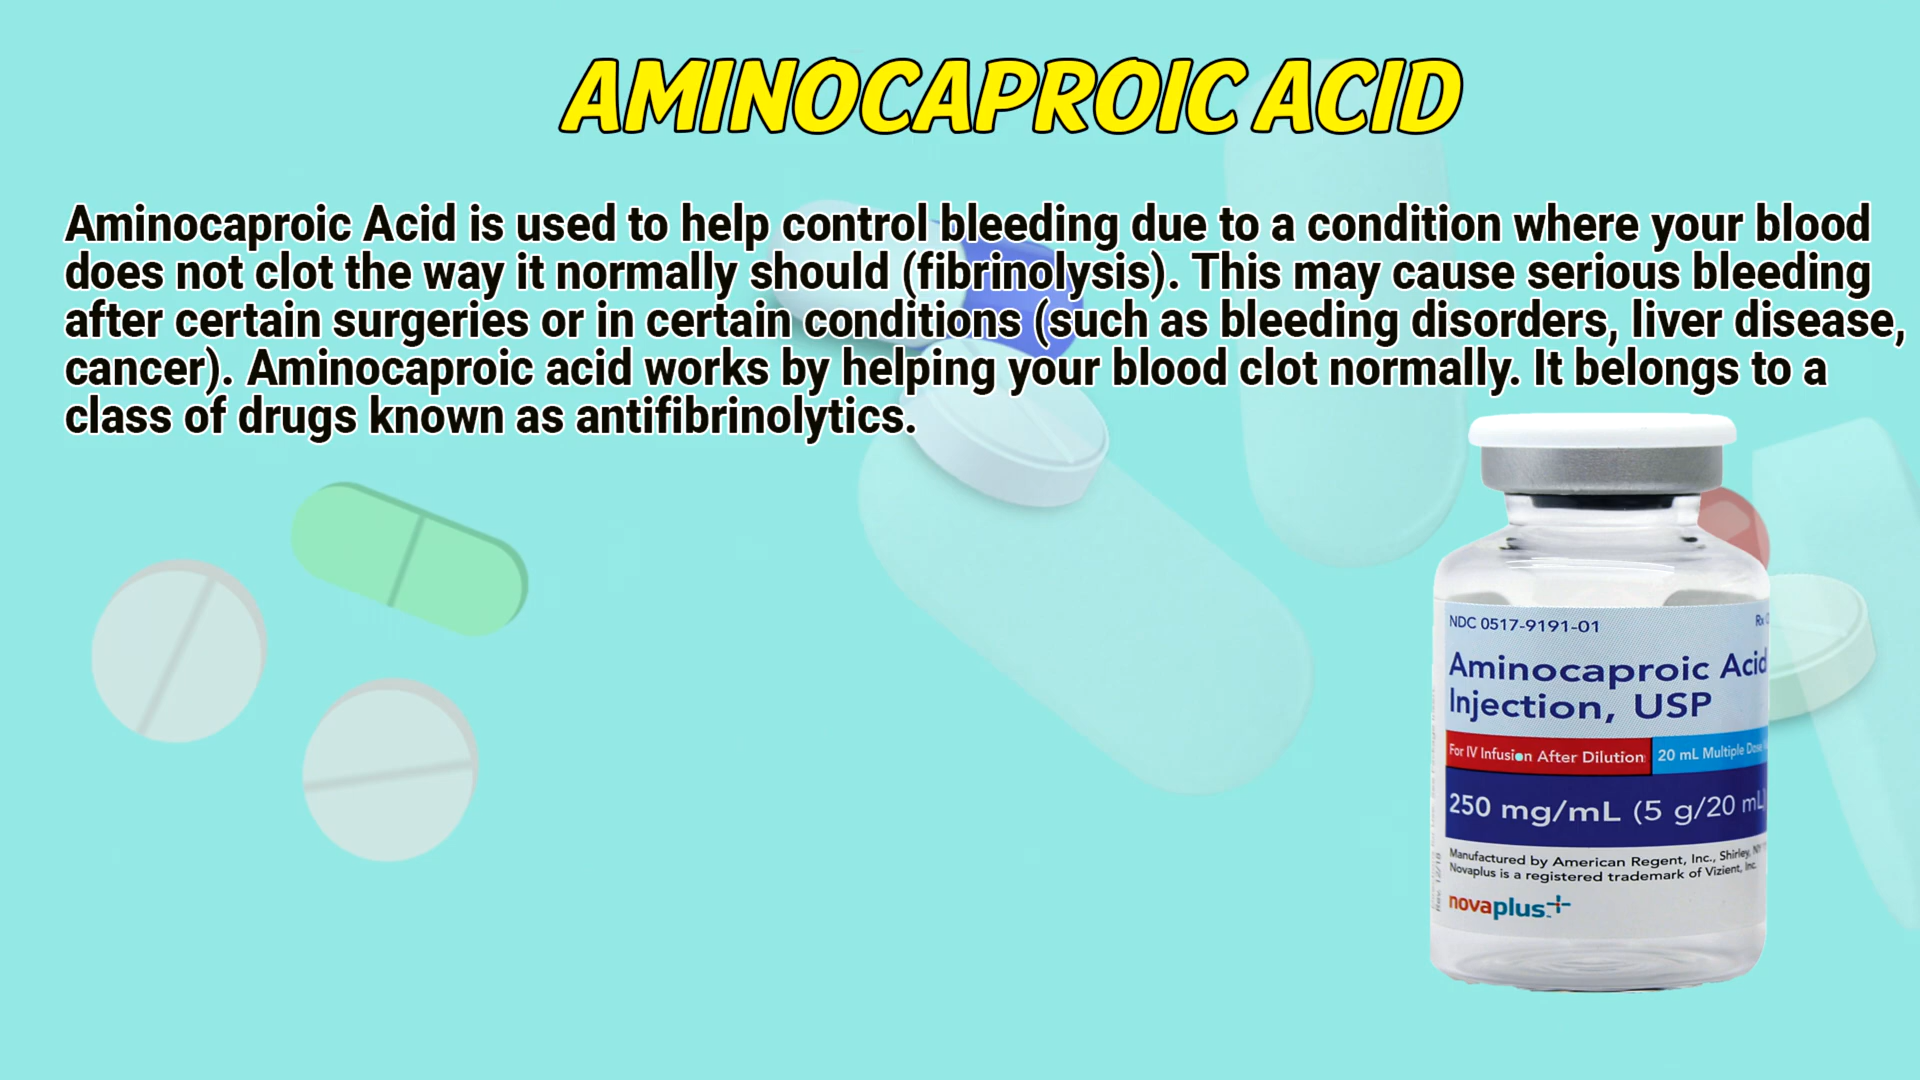 AMINOCAPROIC ACID
Aminocaproic Acid is used to help control bleeding due to a condition where your blood
does not clot the way it normally should (fibrinolysis). This may cause serious bleeding
after certain surgeries or in certain conditions (such as bleeding disorders, liver disease,
cancer). Aminocaproic acid works by helping your blood clot normally. It belongs to a
class of drugs known as antifibrinolytics.
NDC 0517-9191-01 Rx
Aminocaproic Acid
Injection, USP
For IV Infusion After Dilution 20 mL Multiple Dose
250 mg/mL (5 g/20 mL)
Manufactured by American Regent, Inc., Shirley, NY
Novaplus is a registered trademark of Vizient, Inc.
novaplus+